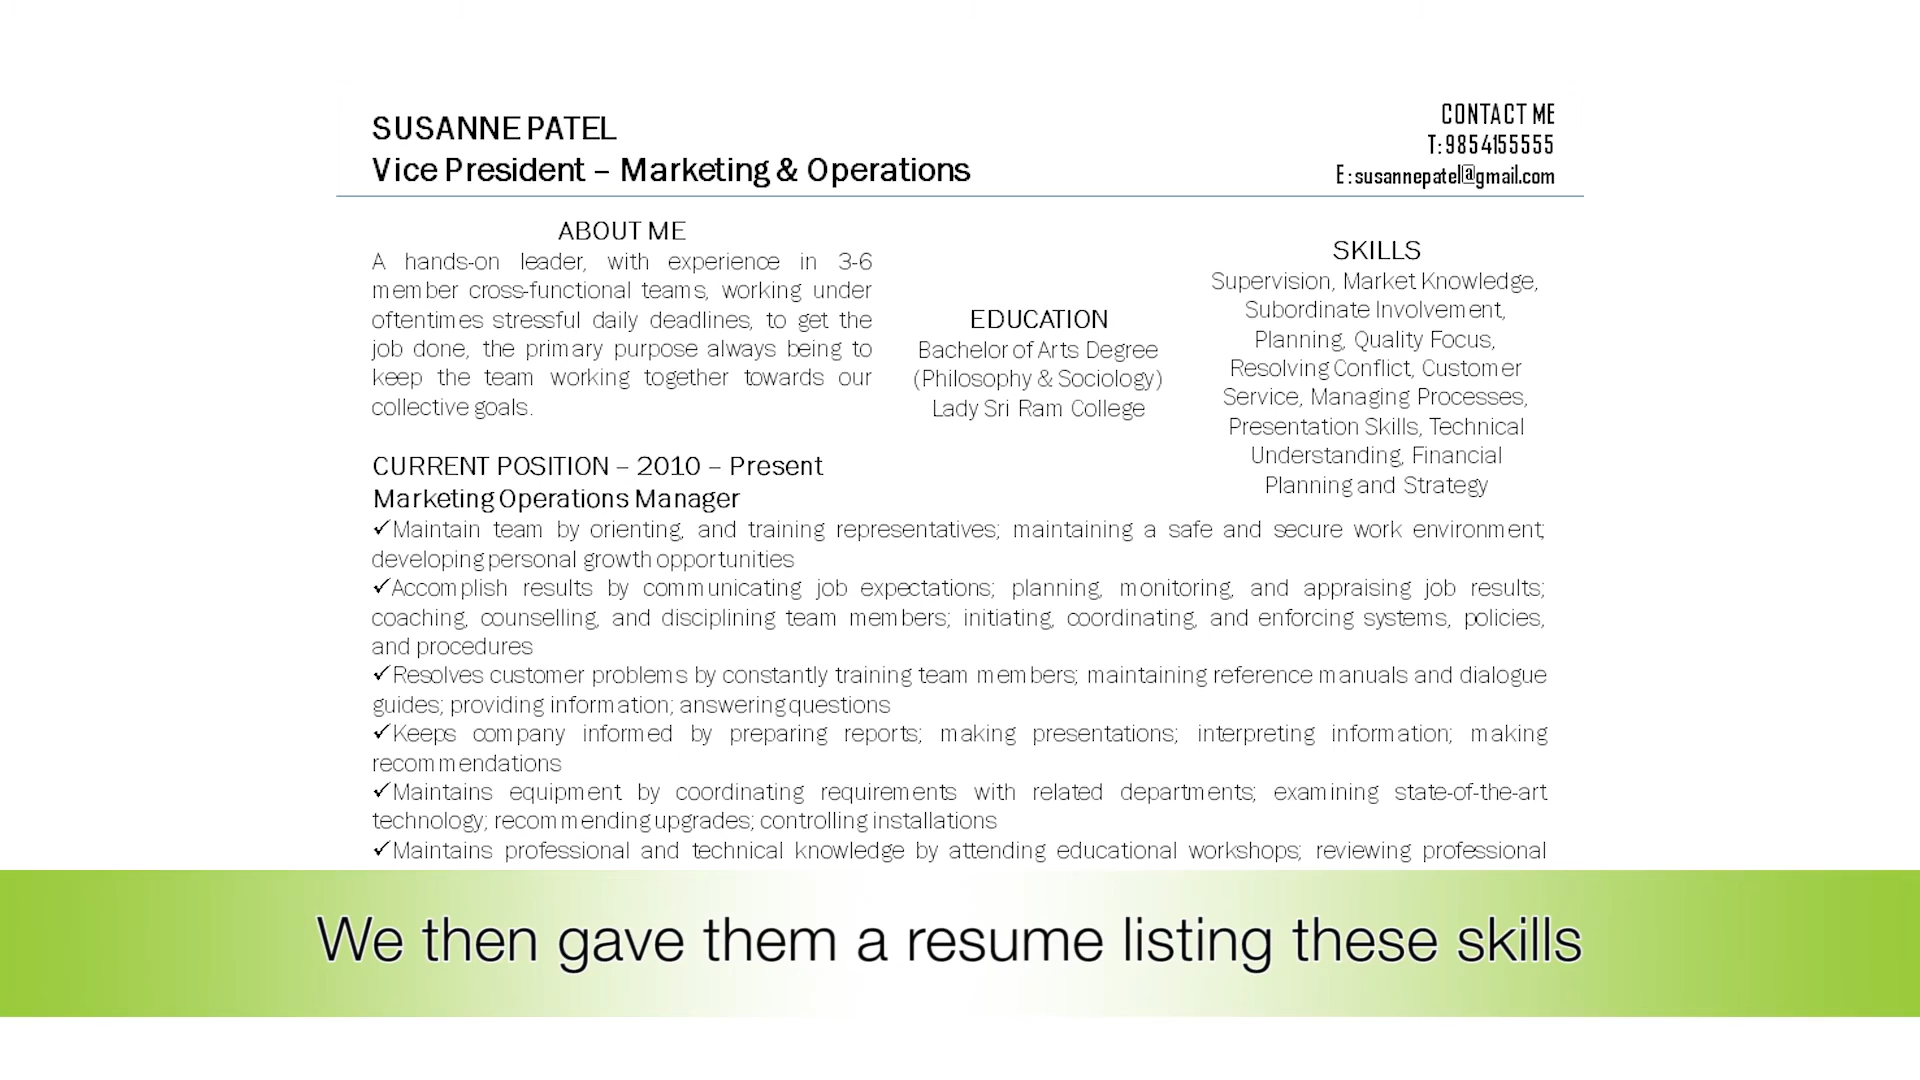 SUSANNE PATEL
Vice President – Marketing & Operations
CONTACT ME
T: 9854155555
E: susannepatel@gmail.com
ABOUT ME
A hands-on leader, with experience in 3-6
member cross-functional teams, working under
oftentimes stressful daily deadlines, to get the
job done, the primary purpose always being to
keep the team working together towards our
collective goals.
EDUCATION
Bachelor of Arts Degree
(Philosophy & Sociology)
Lady Sri Ram College
SKILLS
Supervision, Market Knowledge,
Subordinate Involvement,
Planning, Quality Focus,
Resolving Conflict, Customer
Service, Managing Processes,
Presentation Skills, Technical
Understanding, Financial
Planning and Strategy
CURRENT POSITION – 2010 – Present
Marketing Operations Manager
✓Maintain team by orienting, and training representatives; maintaining a safe and secure work environment;
developing personal growth opportunities
✓Accomplish results by communicating job expectations; planning, monitoring, and appraising job results;
coaching, counselling, and disciplining team members; initiating, coordinating, and enforcing systems, policies,
and procedures
✓Resolves customer problems by constantly training team members; maintaining reference manuals and dialogue
guides; providing information; answering questions
✓Keeps company informed by preparing reports; making presentations; interpreting information; making
recommendations
✓Maintains equipment by coordinating requirements with related departments; examining state-of-the-art
technology; recommending upgrades; controlling installations
✓Maintains professional and technical knowledge by attending educational workshops; reviewing professional
We then gave them a resume listing these skills